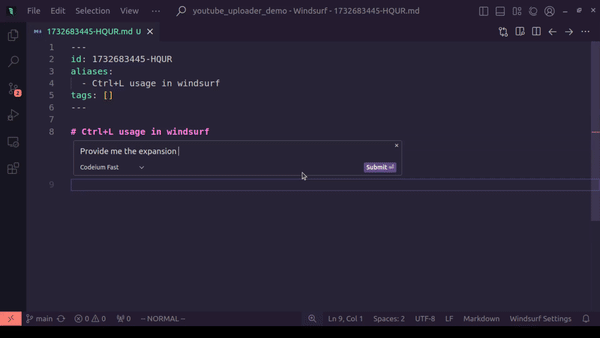 File Edit Selection View ··· youtube_uploader_demo - Windsurf - 1732683445-HQUR.md
1732683445-HQUR.md U
1 ---
2 id: 1732683445-HQUR
3 aliases:
4 - Ctrl+L usage in windsurf
5 tags: []
6 ---
7
8 # Ctrl+L usage in windsurf
Provide me the expansion
Codeium Fast Submit ⏎
9
2
main 0 0 0 -- NORMAL -- Ln 9, Col 1 Spaces: 2 UTF-8 LF Markdown Windsurf Settings